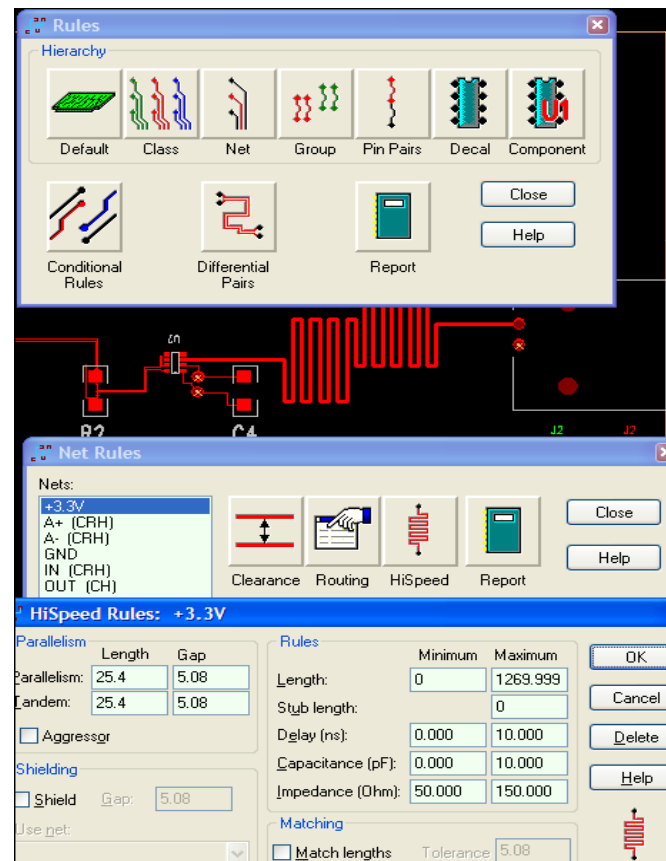 Rules
Hierarchy
Default Class Net Group Pin Pairs Decal Component
U1
Conditional Rules
Differential Pairs
Report
Close
Help
R2
C4
J2 J2
Net Rules
Nets:
+3.3V
A+ (CRH)
A- (CRH)
GND
IN (CRH)
OUT (CH)
Clearance Routing HiSpeed Report
Close
Help
HiSpeed Rules: +3.3V
Parallelism
Length Gap
Parallelism: 25.4 5.08
Tandem: 25.4 5.08
Aggressor
Shielding
Shield Gap: 5.08
Use net:
Rules
Minimum Maximum
Length: 0 1269.999
Stub length: 0
Delay (ns): 0.000 10.000
Capacitance (pF): 0.000 10.000
Impedance (Ohm): 50.000 150.000
Matching
Match lengths Tolerance 5.08
OK
Cancel
Delete
Help